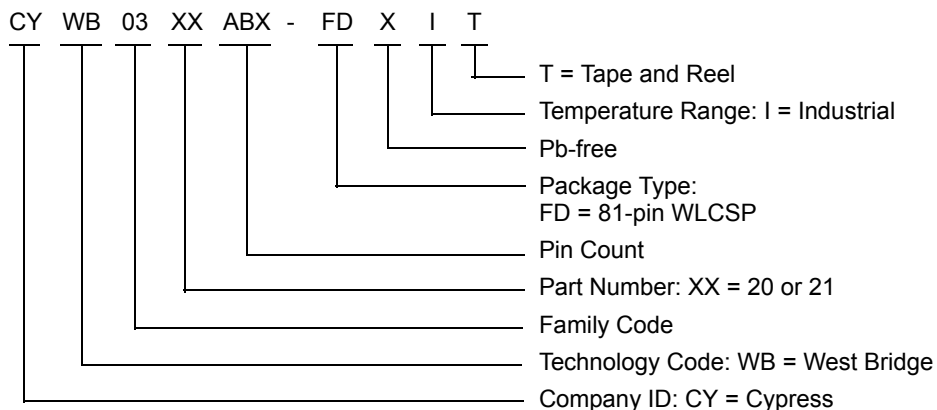 CY WB 03 XX ABX - FD X I T
T = Tape and Reel
Temperature Range: I = Industrial
Pb-free
Package Type:
FD = 81-pin WLCSP
Pin Count
Part Number: XX = 20 or 21
Family Code
Technology Code: WB = West Bridge
Company ID: CY = Cypress